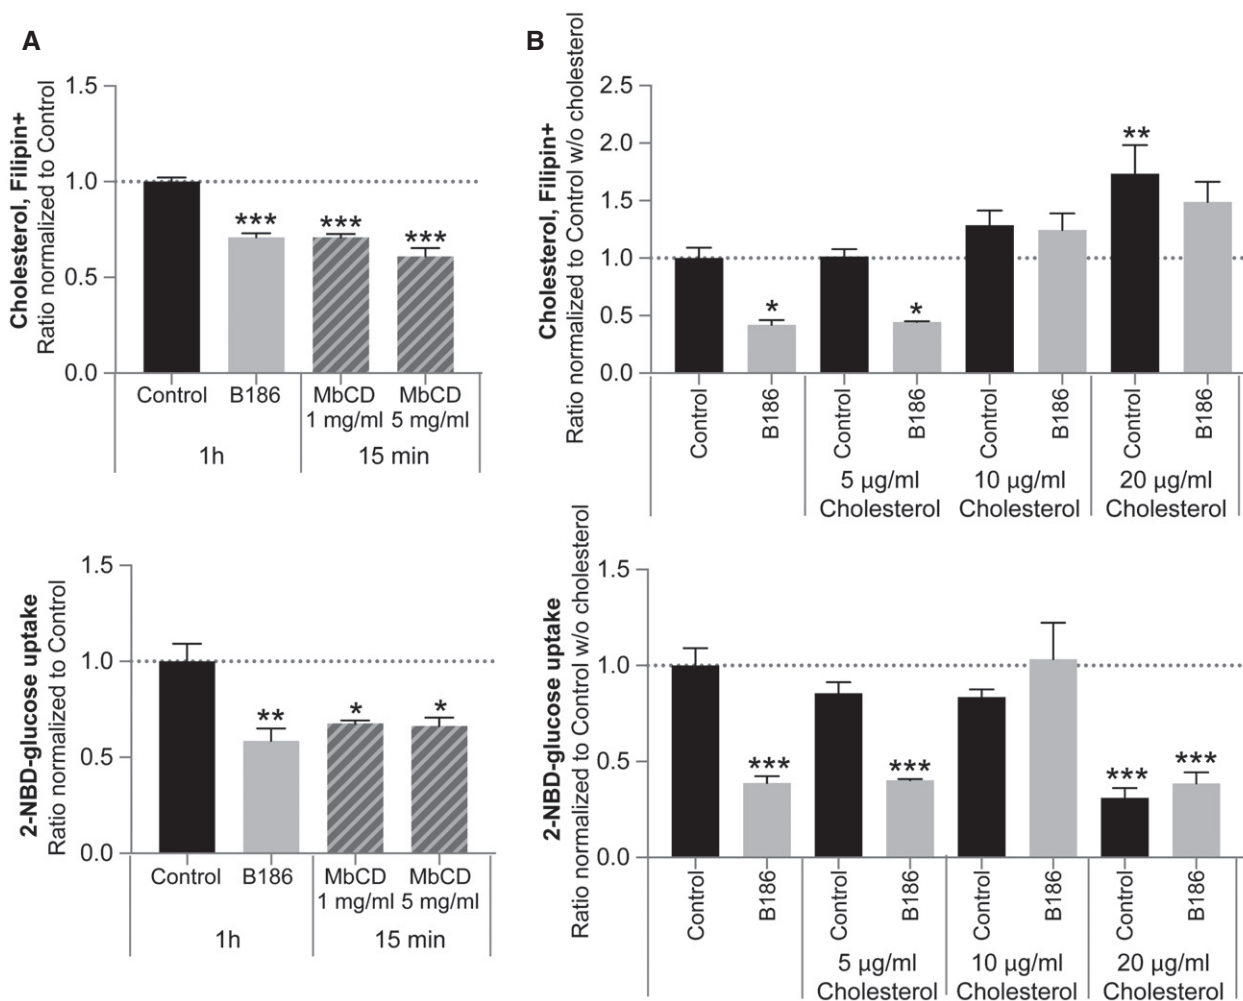 A
Cholesterol, Filipin+
Ratio normalized to Control
1.5
1.0
0.5
0.0
***
***
***
Control
B186
MbCD
1 mg/ml
MbCD
5 mg/ml
1h
15 min
2-NBD-glucose uptake
Ratio normalized to Control
1.5
1.0
0.5
0.0
**
*
*
Control
B186
MbCD
1 mg/ml
MbCD
5 mg/ml
1h
15 min
B
Cholesterol, Filipin+
Ratio normalized to Control w/o cholesterol
2.5
2.0
1.5
1.0
0.5
0.0
*
*
**
Control
B186
Control
B186
Control
B186
Control
B186
5 µg/ml
Cholesterol
10 µg/ml
Cholesterol
20 µg/ml
Cholesterol
2-NBD-glucose uptake
Ratio normalized to Control w/o cholesterol
1.5
1.0
0.5
0.0
***
***
***
***
Control
B186
Control
B186
Control
B186
Control
B186
5 µg/ml
Cholesterol
10 µg/ml
Cholesterol
20 µg/ml
Cholesterol